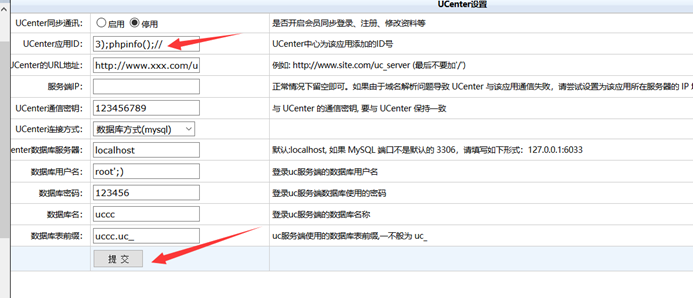 UCenter设置
UCenter同步通讯： 启用 停用 是否开启会员同步登录、注册、修改资料等
UCenter应用ID： 3);phpinfo();// UCenter中心为该应用添加的ID号
UCenter的URL地址： http://www.xxx.com/u 例如: http://www.site.com/uc_server (最后不要加'/')
服务端IP： 正常情况下留空即可。如果由于域名解析问题导致 UCenter 与该应用通信失败，请尝试设置为该应用所在服务器的 IP
UCenter通信密钥： 123456789 与 UCenter 的通信密钥, 要与 UCenter 保持一致
UCenter连接方式： 数据库方式(mysql)
enter数据库服务器： localhost 默认:localhost, 如果 MySQL 端口不是默认的 3306，请填写如下形式：127.0.0.1:6033
数据库用户名： root';) 登录uc服务端的数据库用户名
数据库密码： 123456 登录uc服务端数据库使用的密码
数据库名： uccc 登录uc服务端的数据库名称
数据库表前缀： uccc.uc_ uc服务端使用的数据库表前缀,一不般为 uc_
提 交